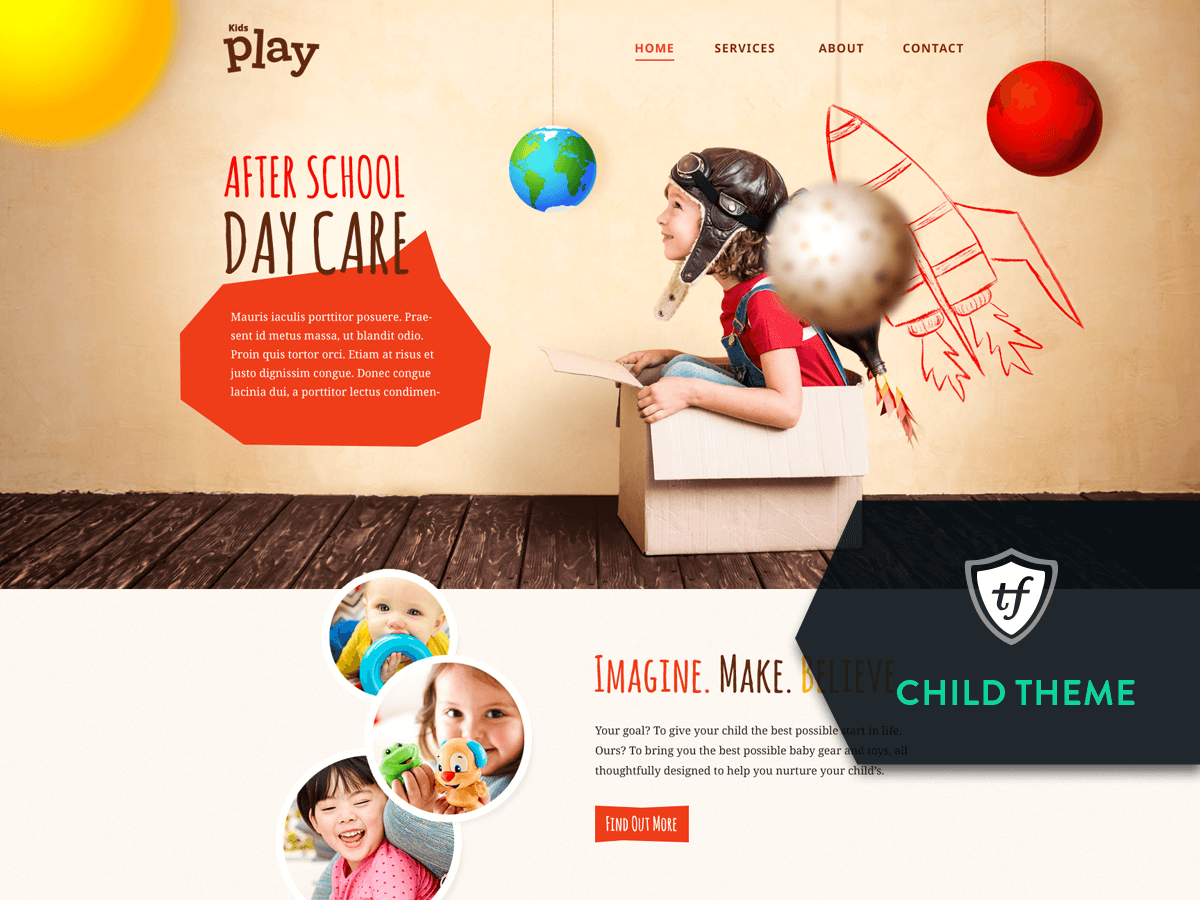 Kids
play
HOME SERVICES ABOUT CONTACT
AFTER SCHOOL
DAY CARE
Mauris iaculis porttitor posuere. Prae-
sent id metus massa, ut blandit odio.
Proin quis tortor orci. Etiam at risus et
justo dignissim congue. Donec congue
lacinia dui, a porttitor lectus condimen-
tf
CHILD THEME
Imagine. Make. Believe.
Your goal? To give your child the best possible start in life.
Ours? To bring you the best possible baby gear and toys, all
thoughtfully designed to help you nurture your child's.
Find Out More